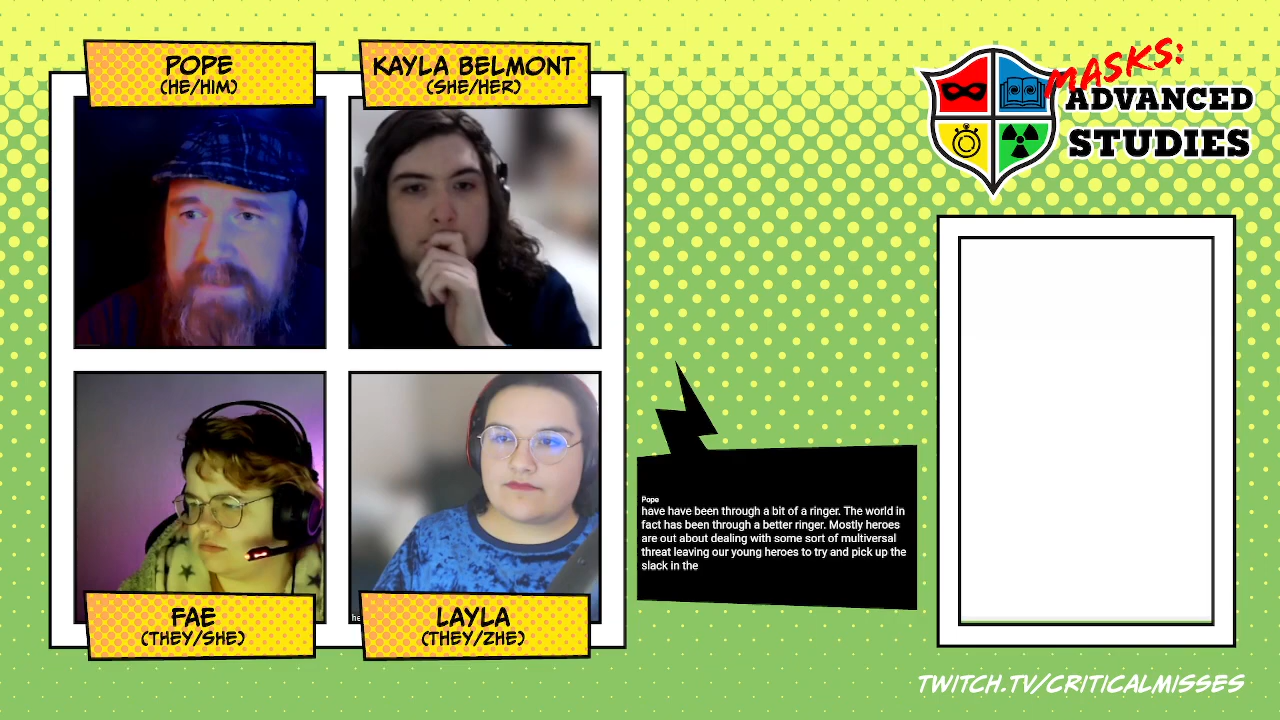 POPE
(HE/HIM)
KAYLA BELMONT
(SHE/HER)
MASKS:
ADVANCED
STUDIES
Pope
have have been through a bit of a ringer. The world in
fact has been through a better ringer. Mostly heroes
are out about dealing with some sort of multiversal
threat leaving our young heroes to try and pick up the
slack in the
he
FAE
(THEY/SHE)
LAYLA
(THEY/ZHE)
TWITCH.TV/CRITICALMISSES